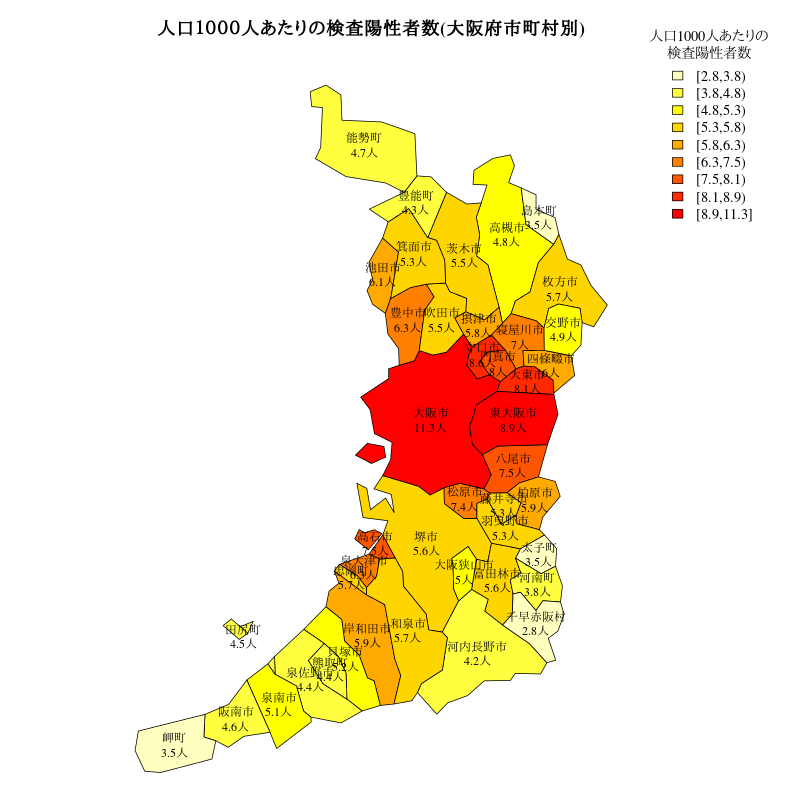 人口1000人あたりの検査陽性者数(大阪府市町村別)
人口1000人あたりの
検査陽性者数
[2.8,3.8)
[3.8,4.8)
[4.8,5.3)
[5.3,5.8)
[5.8,6.3)
[6.3,7.5)
[7.5,8.1)
[8.1,8.9)
[8.9,11.3]
能勢町
4.7人
豊能町
4.3人
島本町
3.5人
高槻市
4.8人
箕面市
5.3人
茨木市
5.5人
池田市
6.1人
枚方市
5.7人
豊中市
6.3人
吹田市
5.5人
摂津市
5.8人
交野市
4.9人
寝屋川市
7人
守口市
8.6人
門真市
8人
四條畷市
6人
大東市
8.1人
大阪市
11.3人
東大阪市
8.9人
八尾市
7.5人
松原市
7.4人
藤井寺市
5.3人
柏原市
5.9人
羽曳野市
5.3人
高石市
7.5人
堺市
5.6人
太子町
3.5人
泉大津市
6.3人
忠岡町
5.7人
大阪狭山市
5人
富田林市
5.6人
河南町
3.8人
千早赤阪村
2.8人
田尻町
4.5人
岸和田市
5.9人
和泉市
5.7人
河内長野市
4.2人
貝塚市
5.2人
熊取町
4.4人
泉佐野市
4.4人
泉南市
5.1人
阪南市
4.6人
岬町
3.5人